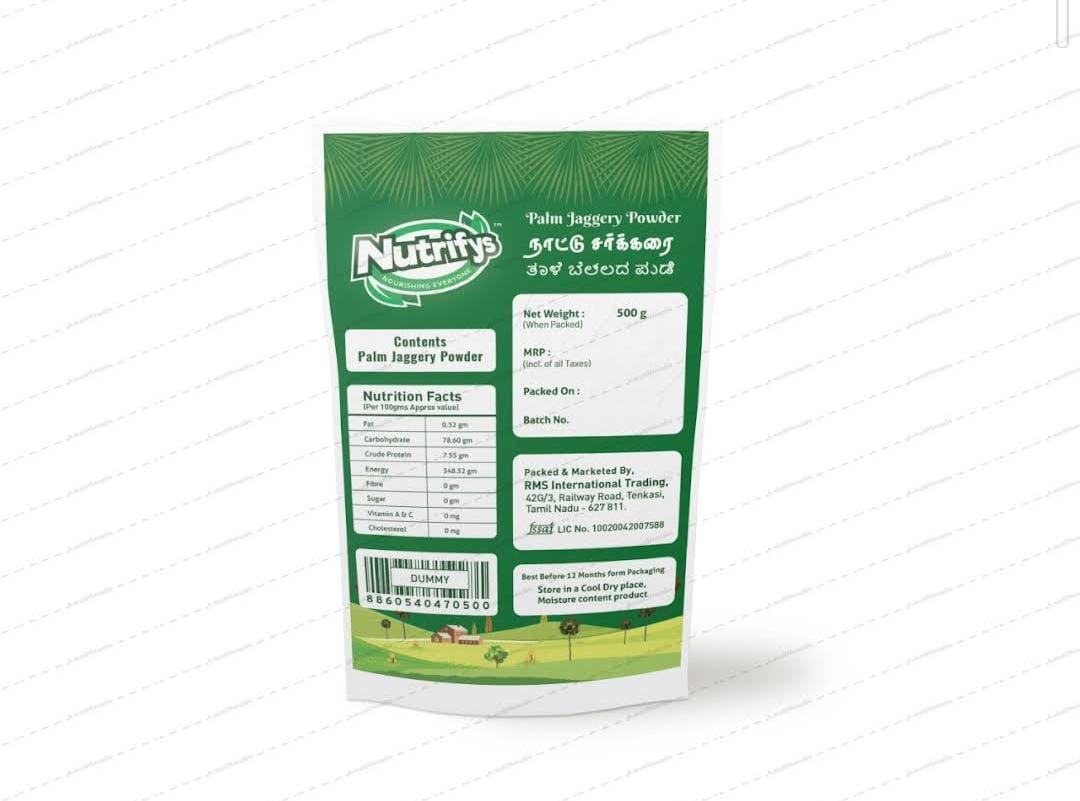 Nutrifys™
NOURISHING EVERYONE
Palm Jaggery Powder
நாட்டு சர்க்கரை
ತಾಳೆ ಬೆಲ್ಲದ ಪುಡಿ
Contents
Palm Jaggery Powder
Nutrition Facts
(Per 100gms Approx value)
Fat 0.52 gm
Carbohydrate 78.60 gm
Crude Protein 7.55 gm
Energy 348.52 gm
Fibre 0 gm
Sugar 0 gm
Vitamin A & C 0 mg
Cholesterol 0 mg
DUMMY
8860540470500
Net Weight : 500 g
(When Packed)
MRP :
(Incl. of all Taxes)
Packed On :
Batch No.
Packed & Marketed By,
RMS International Trading,
42G/3, Railway Road, Tenkasi,
Tamil Nadu - 627 811.
fssai LIC No. 10020042007588
Best Before 12 Months form Packaging
Store in a Cool Dry place,
Moisture content product